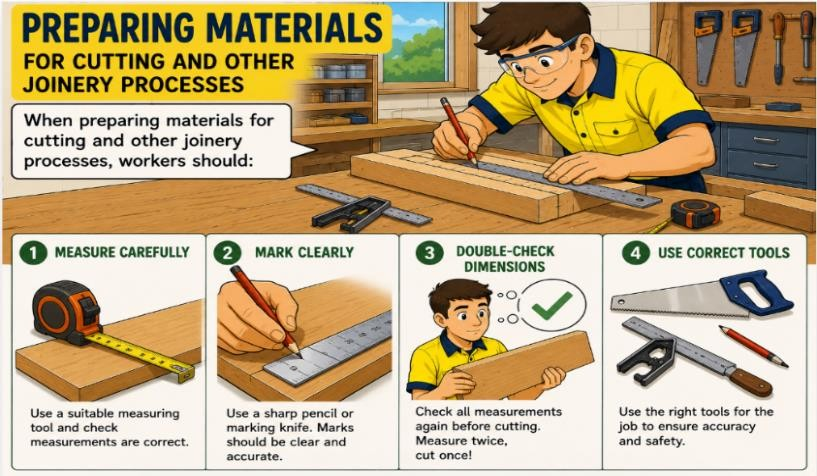 PREPARING MATERIALS
FOR CUTTING AND OTHER
JOINERY PROCESSES
When preparing materials for
cutting and other joinery
processes, workers should:
1 MEASURE CAREFULLY
Use a suitable measuring
tool and check
measurements are correct.
2 MARK CLEARLY
Use a sharp pencil or
marking knife. Marks
should be clear and
accurate.
3 DOUBLE-CHECK
DIMENSIONS
Check all measurements
again before cutting.
Measure twice,
cut once!
4 USE CORRECT TOOLS
Use the right tools for the
job to ensure accuracy
and safety.